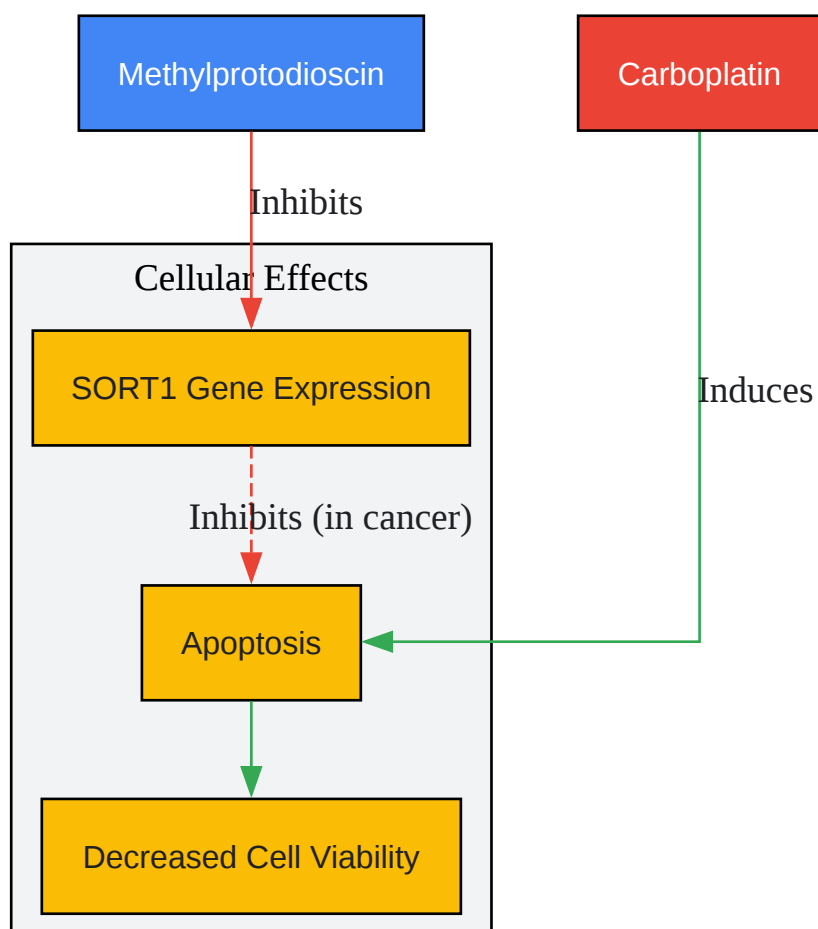 Methylprotodioscin
Carboplatin
Inhibits
Cellular Effects
SORT1 Gene Expression
Induces
Inhibits (in cancer)
Apoptosis
Decreased Cell Viability